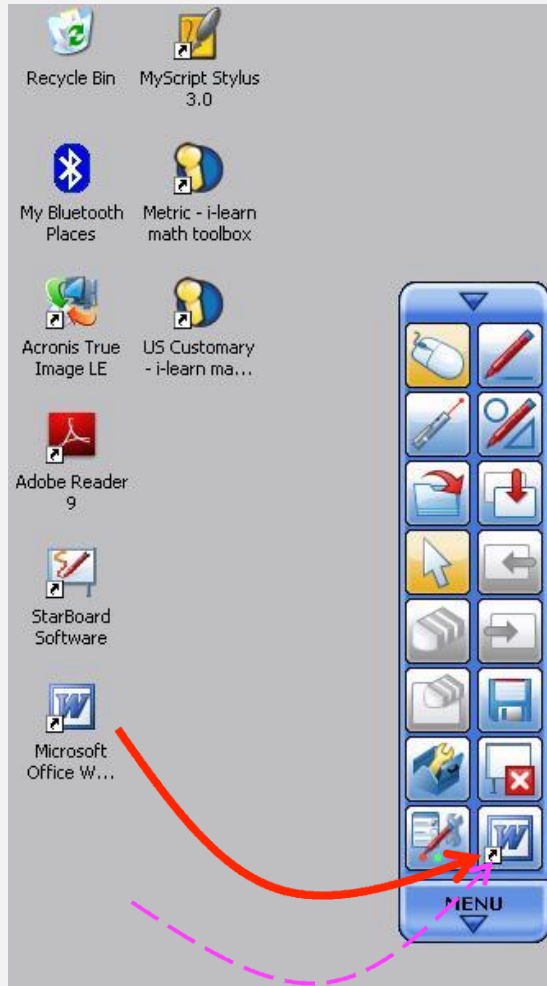 Recycle Bin
MyScript Stylus
3.0
My Bluetooth
Places
Metric - i-learn
math toolbox
Acronis True
Image LE
US Customary
- i-learn ma...
Adobe Reader
9
StarBoard
Software
Microsoft
Office W...
W
W
MENU